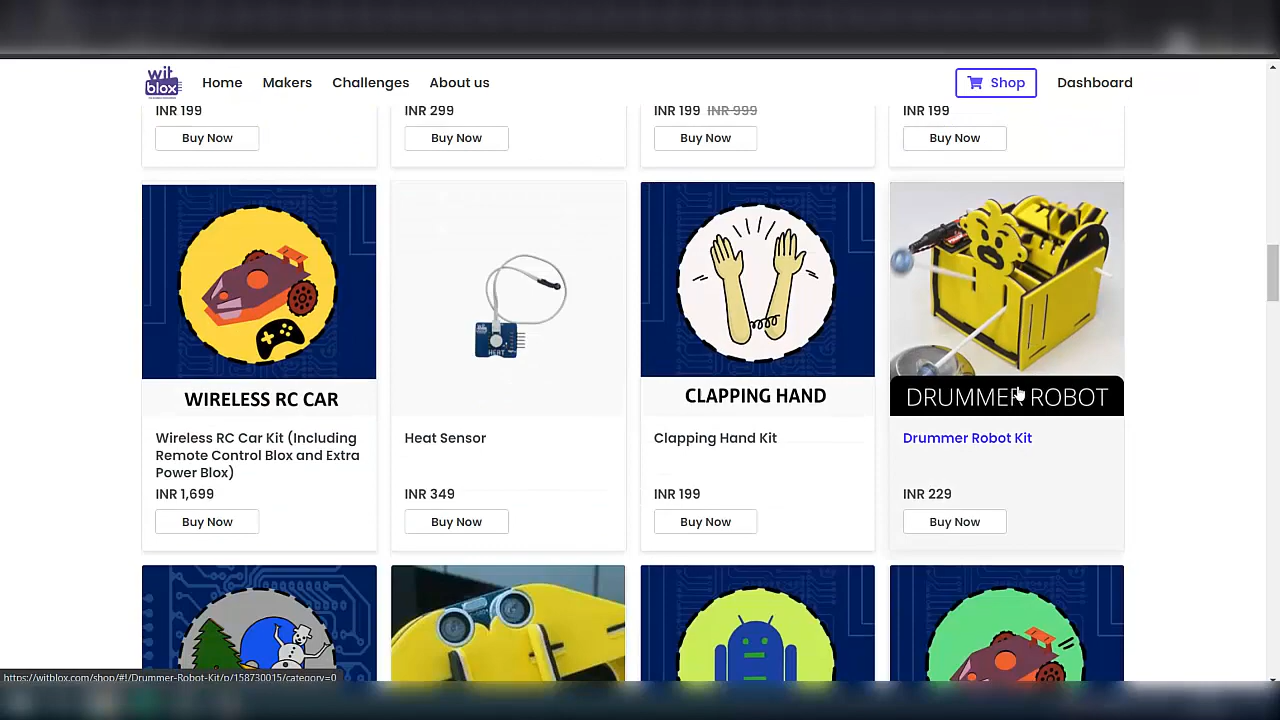 wit
blox
Home
Makers
Challenges
About us
Shop
Dashboard
INR 199
INR 299
INR 199 INR 999
INR 199
Buy Now
Buy Now
Buy Now
Buy Now
WIRELESS RC CAR
HEAT
CLAPPING HAND
DRUMMER ROBOT
Wireless RC Car Kit (Including
Remote Control Blox and Extra
Power Blox)
INR 1,699
Buy Now
Heat Sensor
INR 349
Buy Now
Clapping Hand Kit
INR 199
Buy Now
Drummer Robot Kit
INR 229
Buy Now
https://witblox.com/shop/#!/Drummer-Robot-Kit/p/158730015/category=0